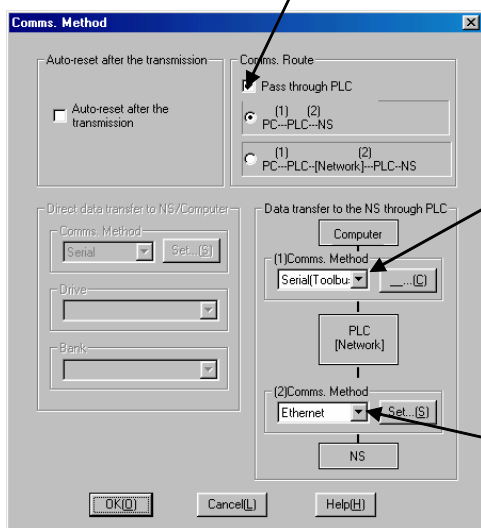 Comms. Method
Auto-reset after the transmission
Auto-reset after the
transmission
Comms. Route
Pass through PLC
(1) (2)
PC---PLC---NS
(1) (2)
PC---PLC--[Network]---PLC--NS
Direct data transfer to NS/Computer
Comms. Method
Serial
Set...(S)
Drive
Bank
Data transfer to the NS through PLC
Computer
(1)Comms. Method
Serial(Toolbu
...(C)
PLC
[Network]
(2)Comms. Method
Ethernet
Set...(S)
NS
OK(O)
Cancel(L)
Help(H)